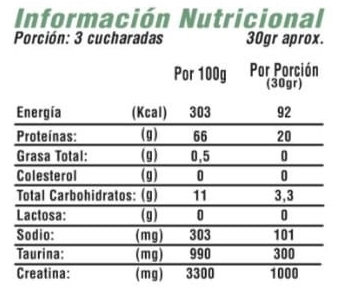 Información Nutricional
Porción: 3 cucharadas 30gr aprox.
Por 100g Por Porción
(30gr)
Energía (Kcal) 303 92
Proteínas: (g) 66 20
Grasa Total: (g) 0,5 0
Colesterol (g) 0 0
Total Carbohidratos: (g) 11 3,3
Lactosa: (g) 0 0
Sodio: (mg) 303 101
Taurina: (mg) 990 300
Creatina: (mg) 3300 1000